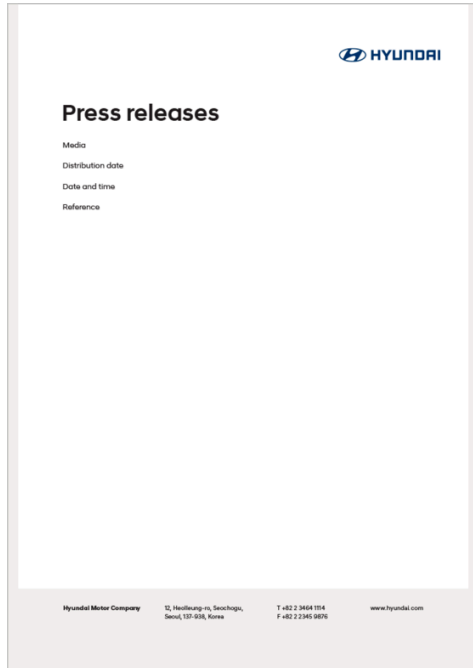 HYUNDAI
Press releases
Media
Distribution date
Date and time
Reference
Hyundai Motor Company
12, Heolleung-ro, Seochogu,
Seoul, 137-938, Korea
T +82 2 3464 1114
F +82 2 2345 9876
www.hyundai.com